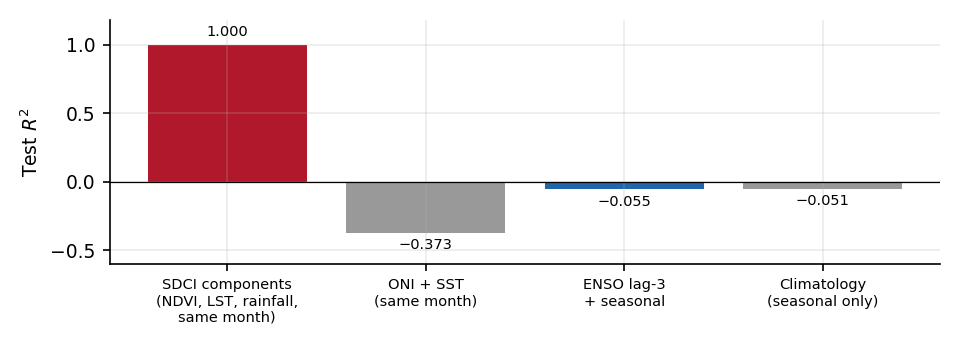 Test R²
1.0
0.5
0.0
−0.5
1.000
−0.373
−0.055
−0.051
SDCI components
(NDVI, LST, rainfall,
same month)
ONI + SST
(same month)
ENSO lag-3
+ seasonal
Climatology
(seasonal only)